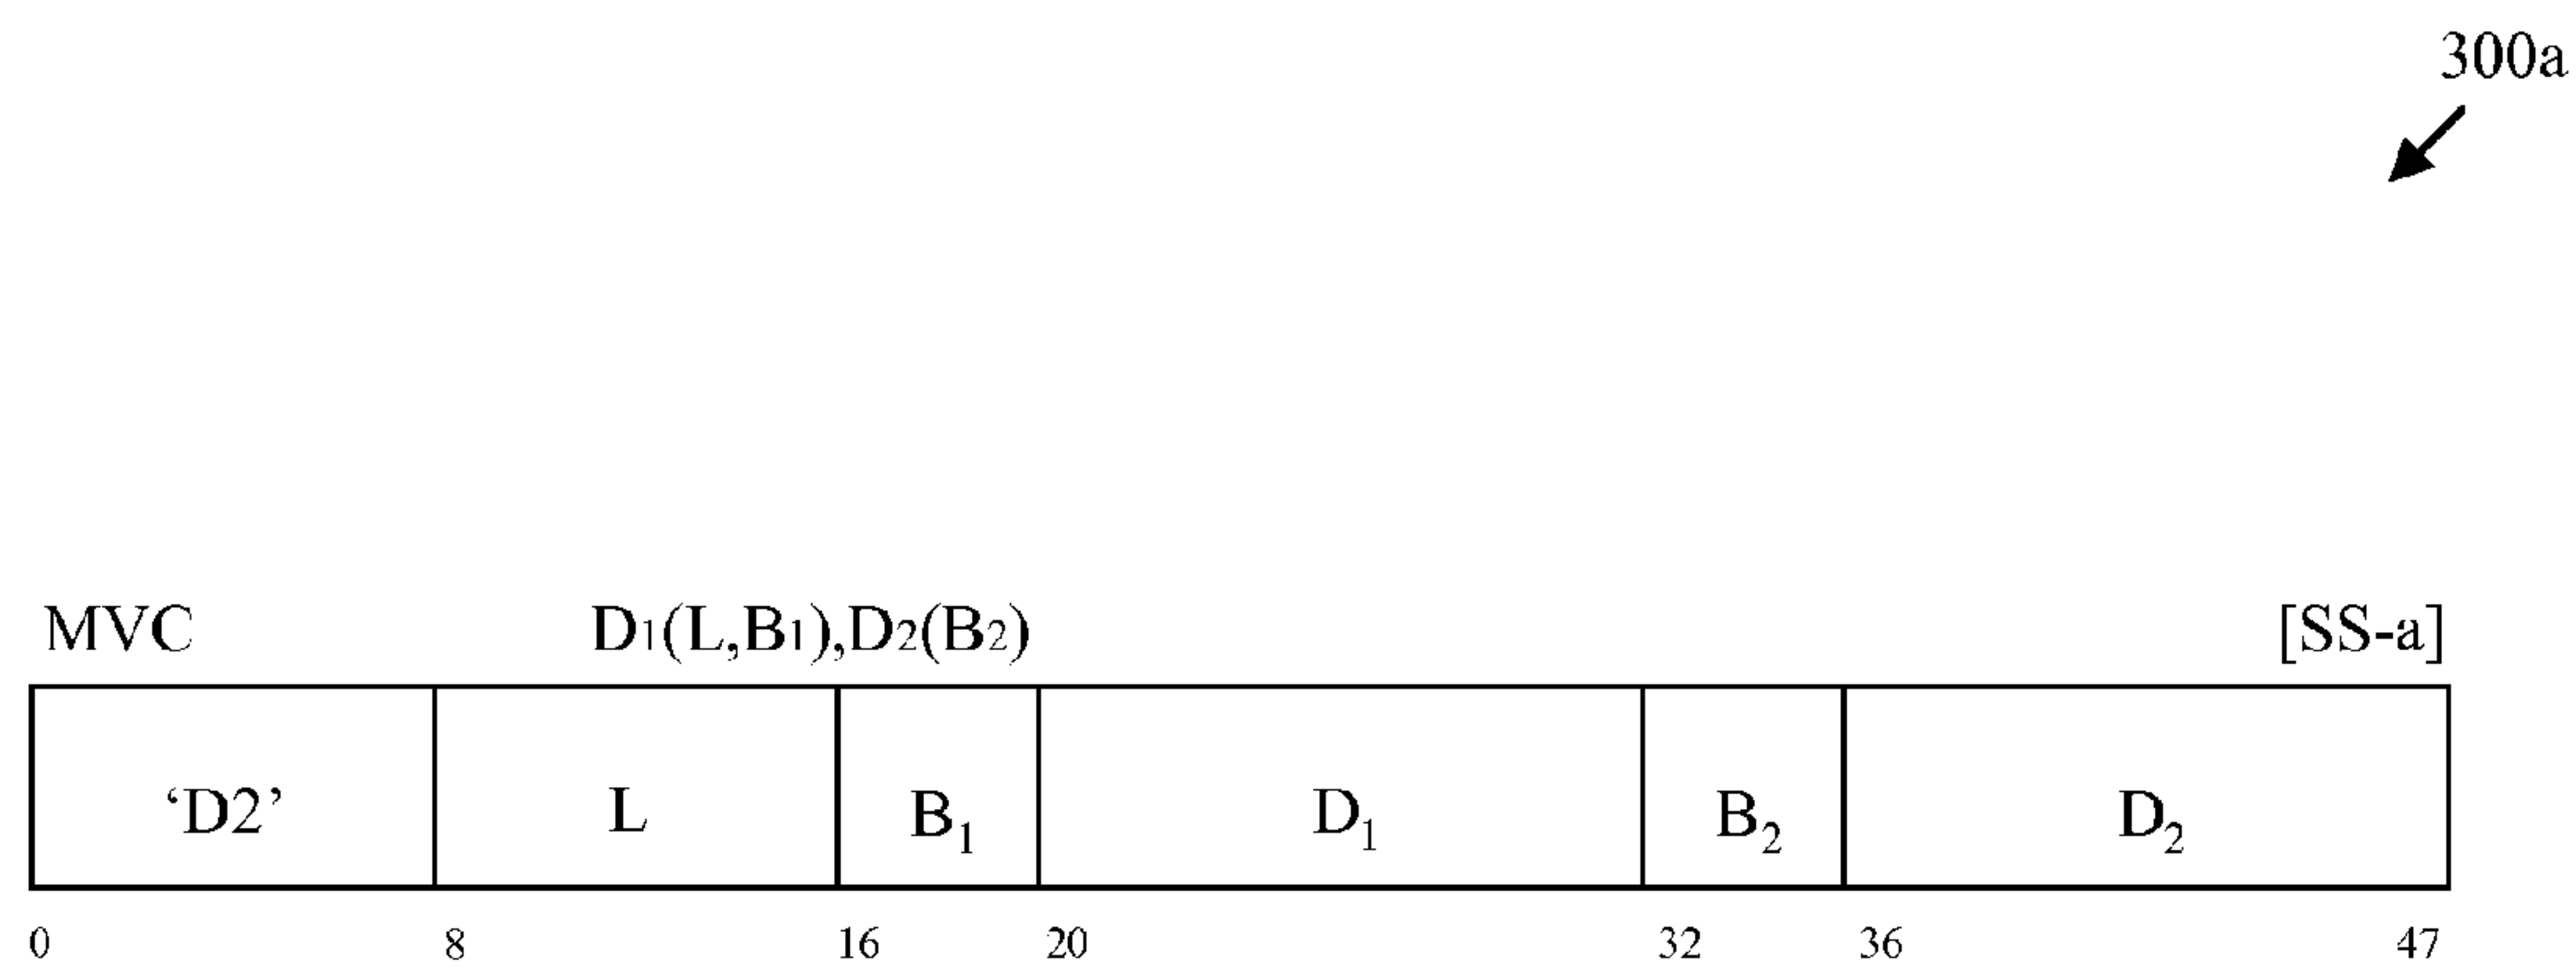 300a
MVC D1(L,B1),D2(B2) [SS-a]
‘D2’ L B₁ D₁ B₂ D₂
0 8 16 20 32 36 47